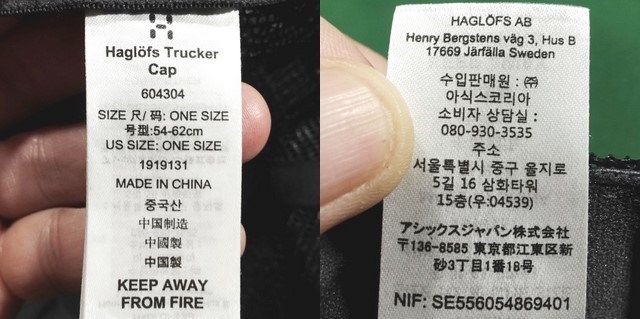 Haglöfs Trucker
Cap
604304
SIZE 尺/ 码: ONE SIZE
号型:54-62cm
US SIZE: ONE SIZE
1919131
MADE IN CHINA
중국산
中国制造
中國製
中国製
KEEP AWAY
FROM FIRE
HAGLÖFS AB
Henry Bergstens väg 3, Hus B
17669 Järfälla Sweden
수입판매원 : ㈜
아식스코리아
소비자 상담실 :
080-930-3535
주소
서울특별시 중구 을지로
5길 16 삼화타워
15층(우:04539)
アシックスジャパン株式会社
〒136-8585 東京都江東区新
砂3丁目1番18号
NIF: SE556054869401